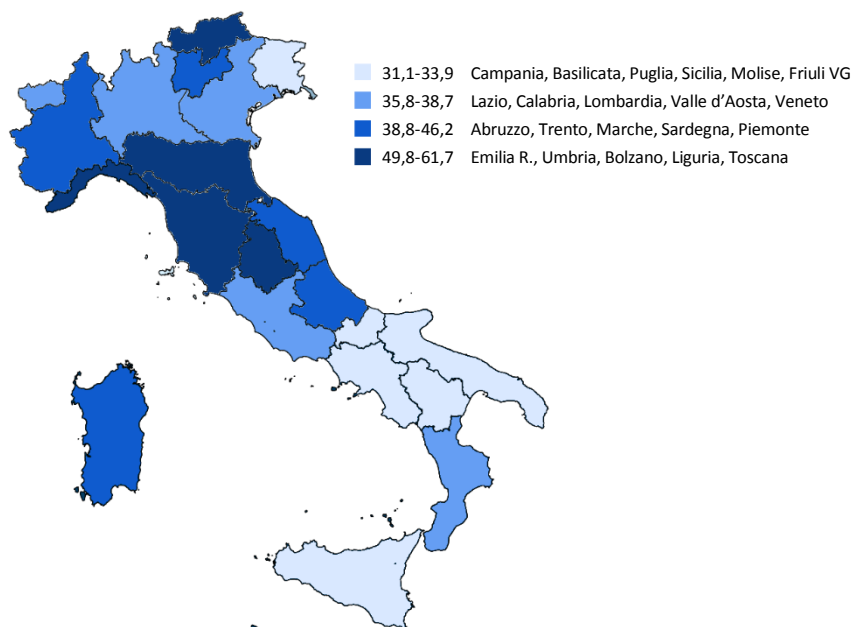 31,1-33,9 Campania, Basilicata, Puglia, Sicilia, Molise, Friuli VG
35,8-38,7 Lazio, Calabria, Lombardia, Valle d’Aosta, Veneto
38,8-46,2 Abruzzo, Trento, Marche, Sardegna, Piemonte
49,8-61,7 Emilia R., Umbria, Bolzano, Liguria, Toscana